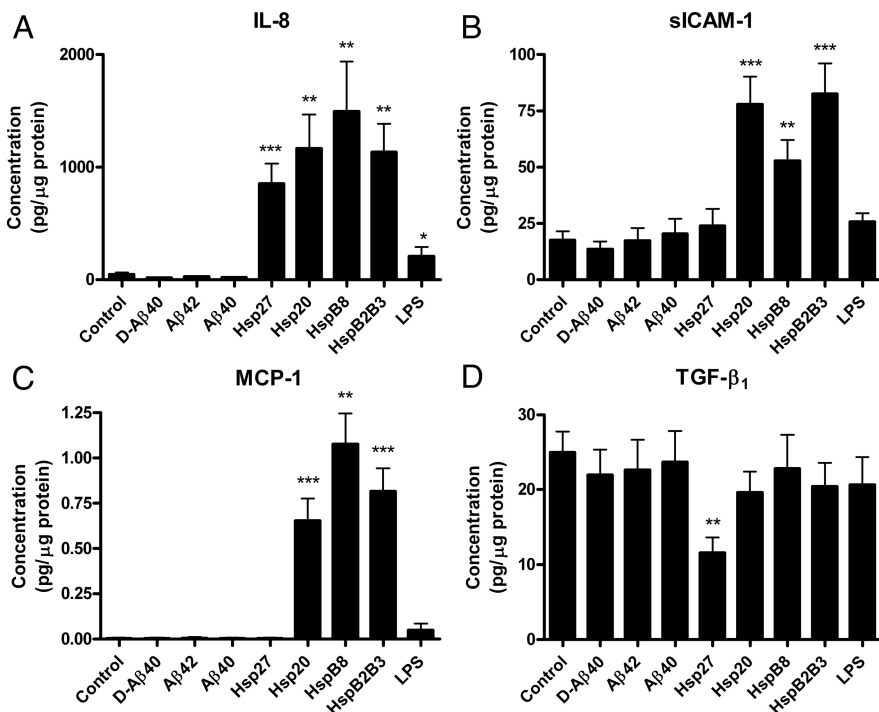 A
IL-8
Concentration
(pg/μg protein)
2000
1000
0
***
**
**
**
*
Control
D-Aβ40
Aβ42
Aβ40
Hsp27
Hsp20
HspB8
HspB2B3
LPS
B
sICAM-1
Concentration
(pg/μg protein)
100
75
50
25
0
***
**
***
Control
D-Aβ40
Aβ42
Aβ40
Hsp27
Hsp20
HspB8
HspB2B3
LPS
C
MCP-1
Concentration
(pg/μg protein)
1.25
1.00
0.75
0.50
0.25
0.00
***
**
***
Control
D-Aβ40
Aβ42
Aβ40
Hsp27
Hsp20
HspB8
HspB2B3
LPS
D
TGF-β₁
Concentration
(pg/μg protein)
30
20
10
0
**
Control
D-Aβ40
Aβ42
Aβ40
Hsp27
Hsp20
HspB8
HspB2B3
LPS